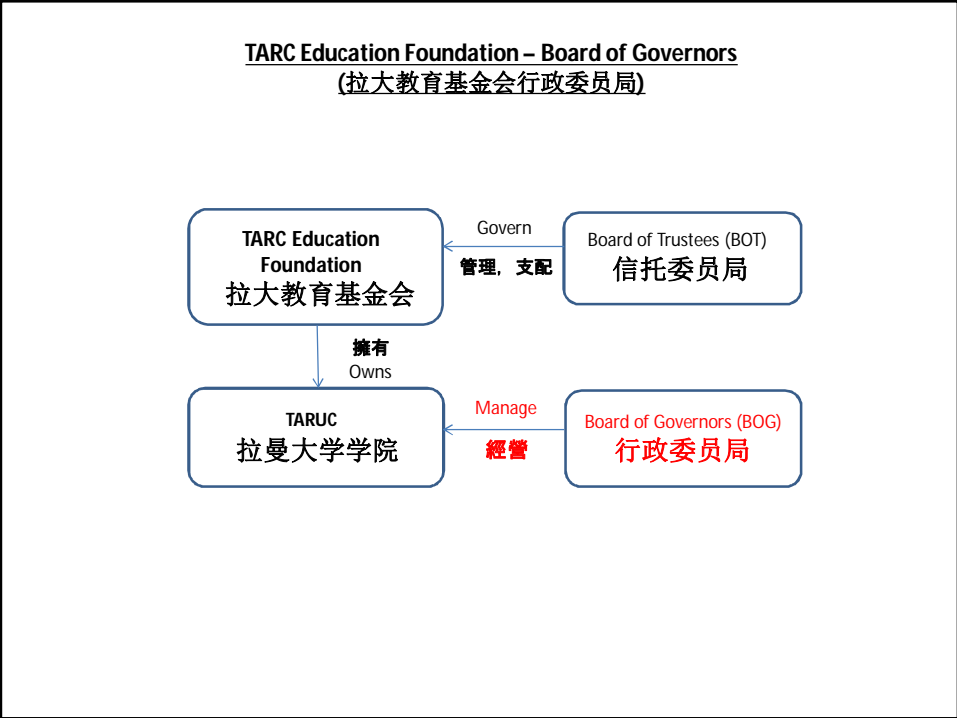 TARC Education Foundation – Board of Governors
(拉大教育基金会行政委员局)
TARC Education
Foundation
拉大教育基金会
Govern
管理, 支配
Board of Trustees (BOT)
信托委员局
擁有
Owns
TARUC
拉曼大学学院
Manage
經營
Board of Governors (BOG)
行政委员局